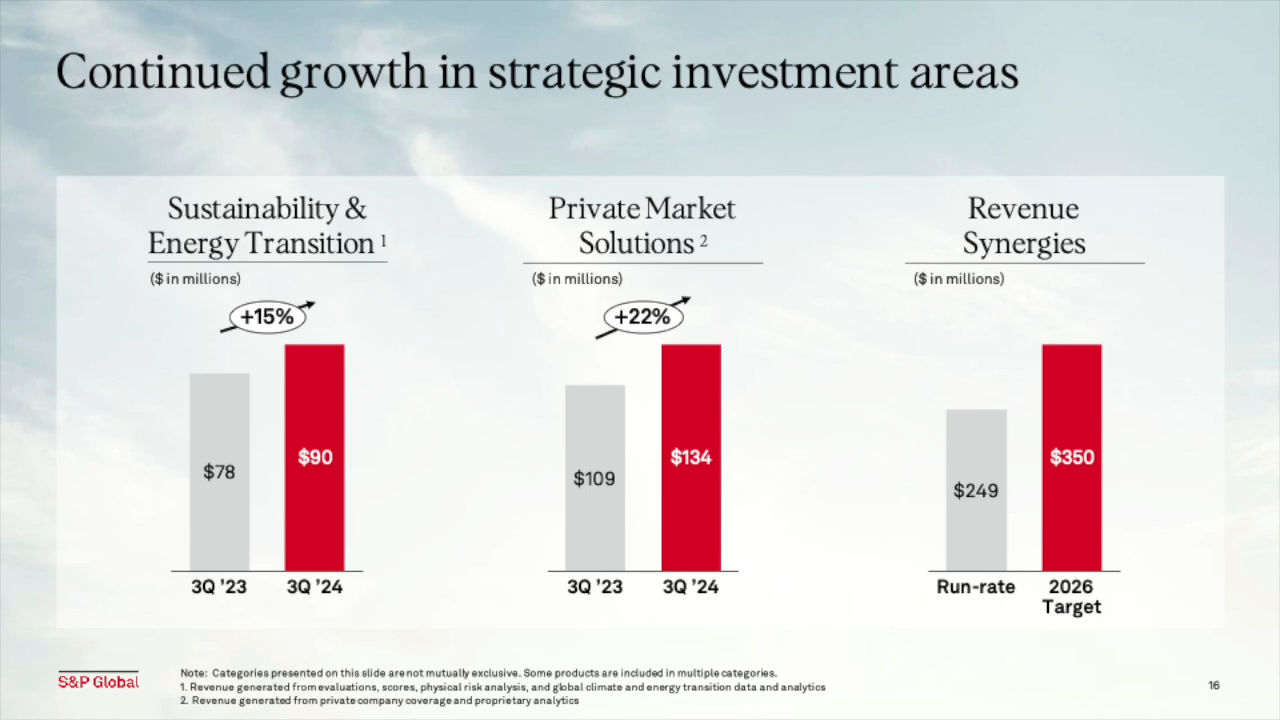 Continued growth in strategic investment areas
Sustainability &
Energy Transition 1
($ in millions)
+15%
$78
$90
3Q ’23
3Q ’24
Private Market
Solutions 2
($ in millions)
+22%
$109
$134
3Q ’23
3Q ’24
Revenue
Synergies
($ in millions)
$249
$350
Run-rate
2026
Target
S&P Global
Note: Categories presented on this slide are not mutually exclusive. Some products are included in multiple categories.
1. Revenue generated from evaluations, scores, physical risk analysis, and global climate and energy transition data and analytics
2. Revenue generated from private company coverage and proprietary analytics
16